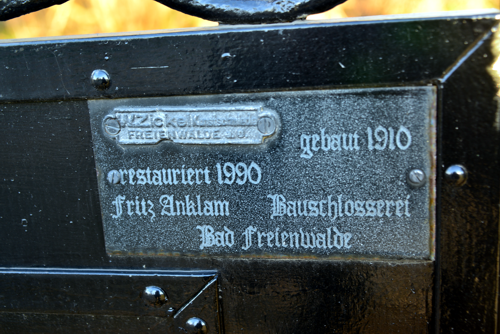 FREIENWALDE
gebaut 1910
restauriert 1990
Fritz Anklam Bauschlosserei
Bad Freienwalde